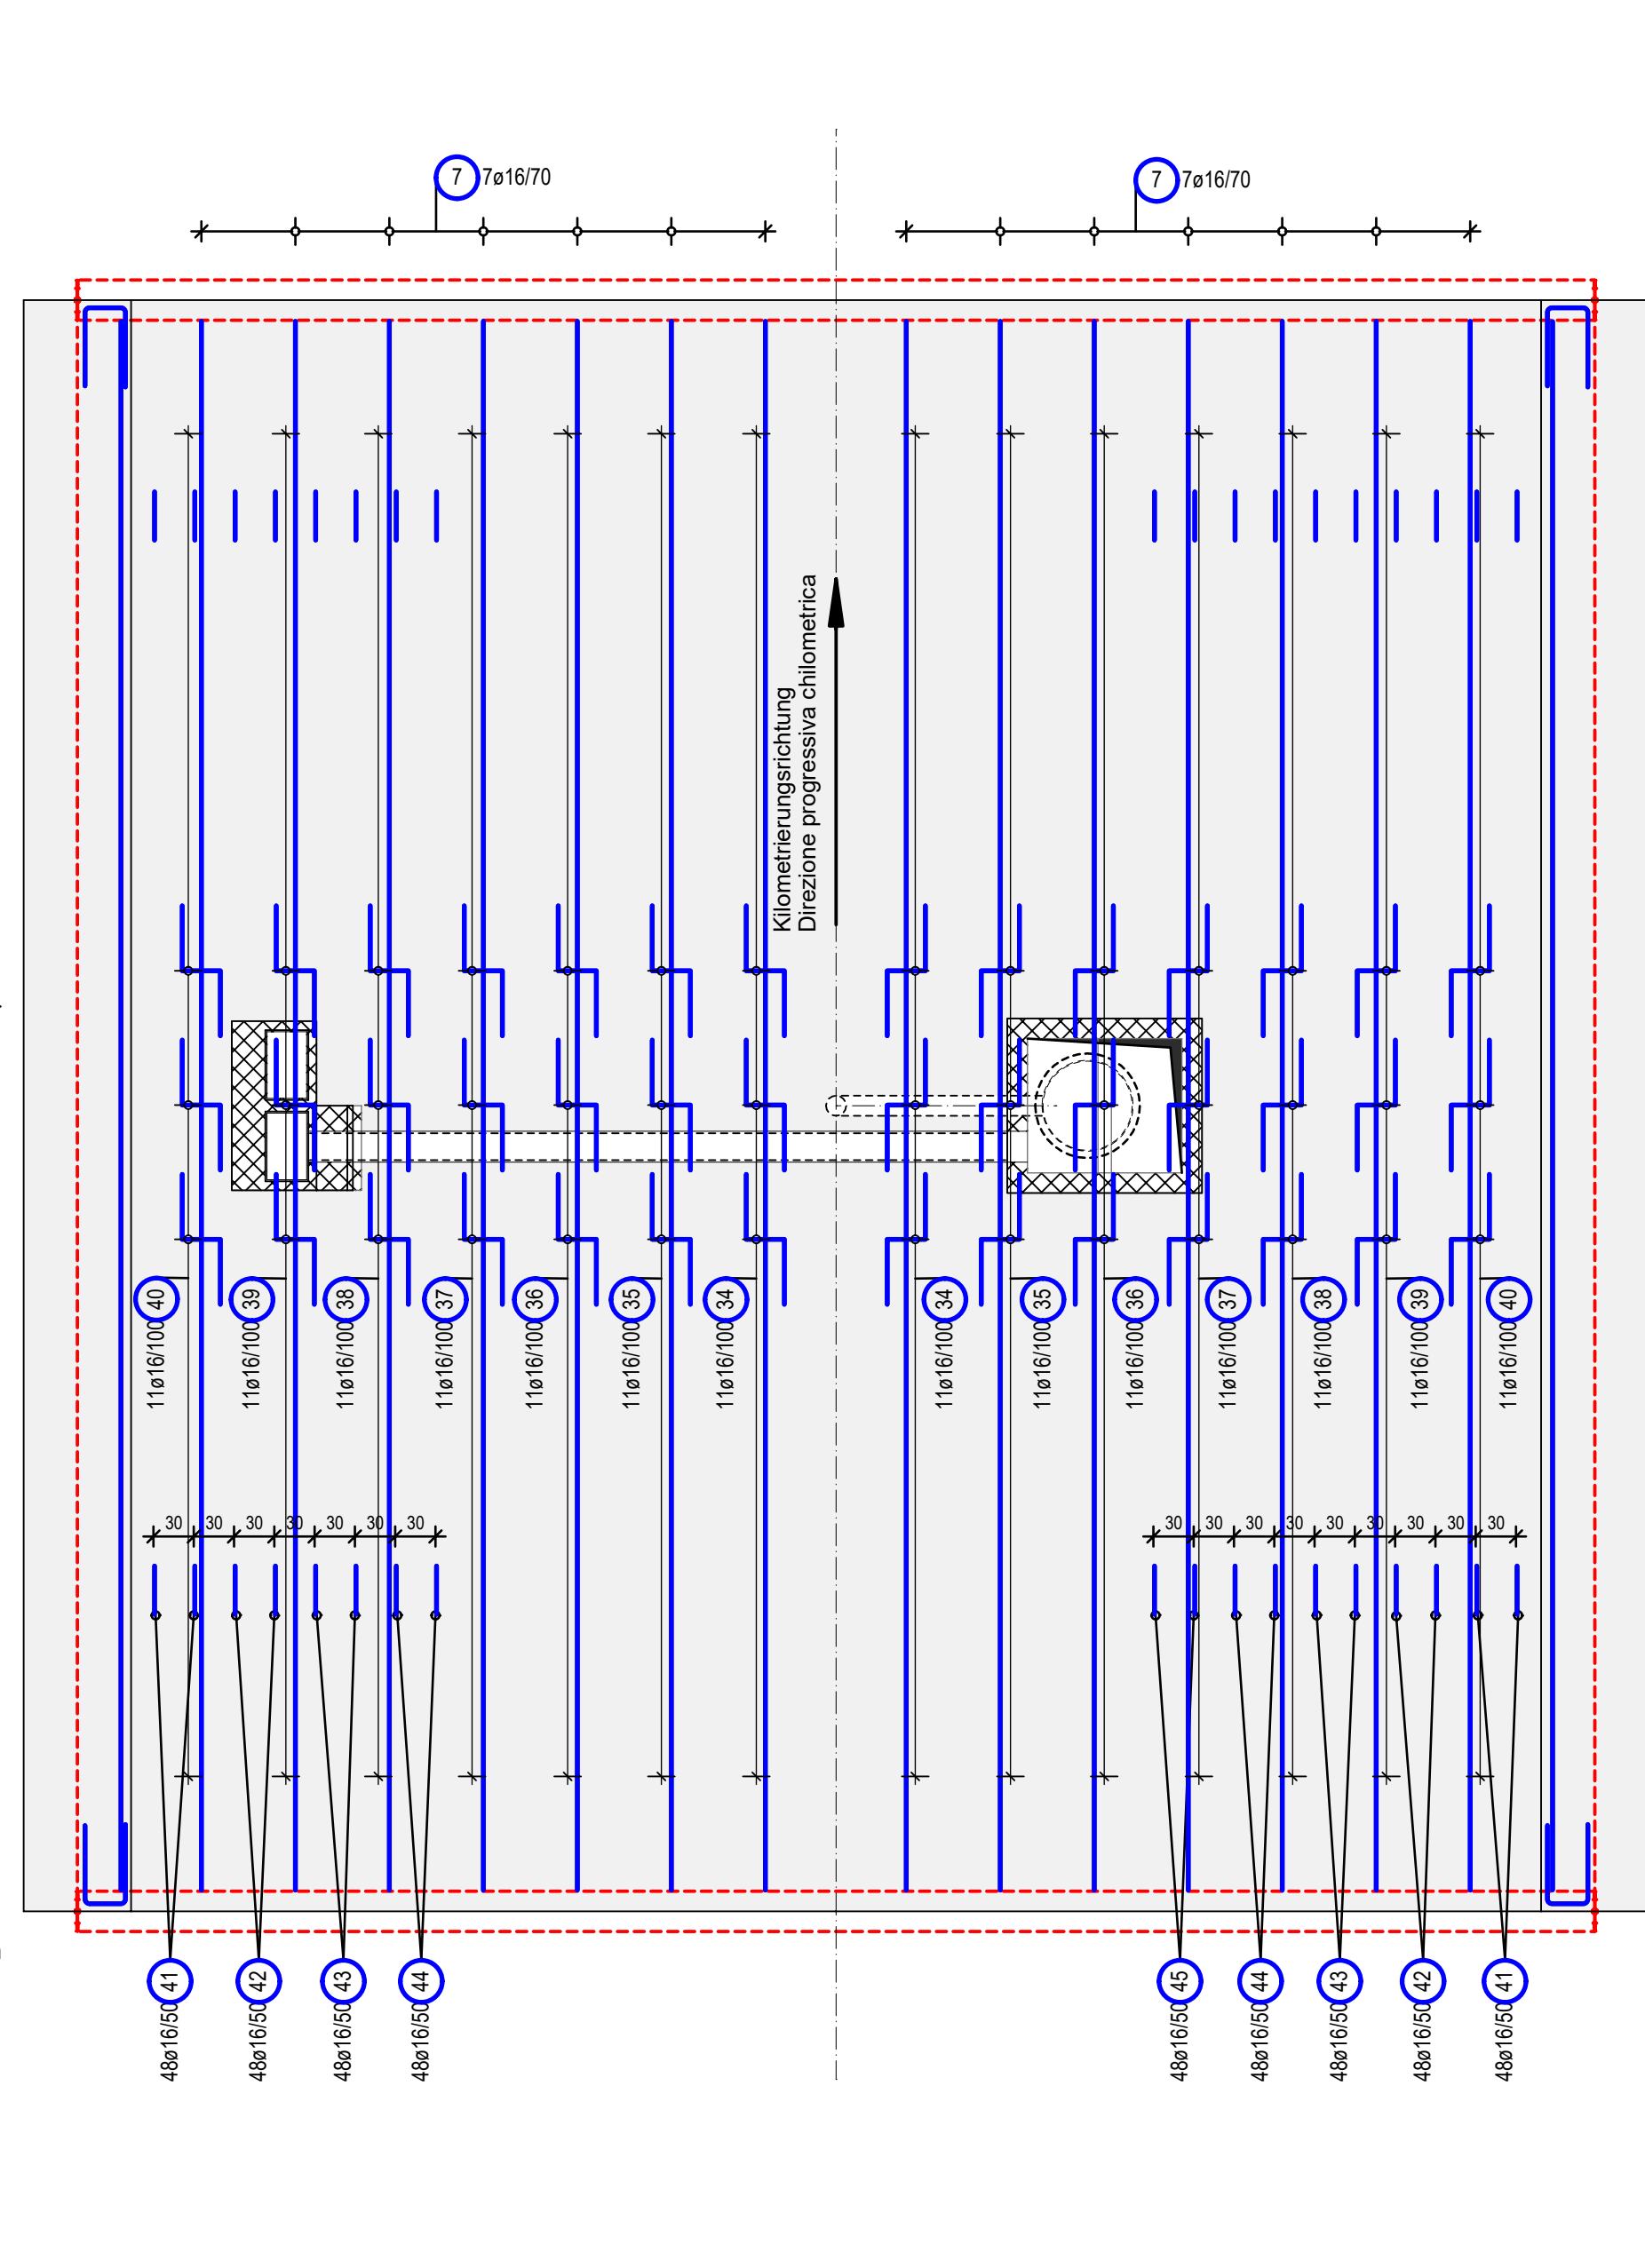 7 7ø16/70
7 7ø16/70
Kilometrierungsrichtung
Direzione progressiva chilometrica
40 39 38 37 36 35 34 34 35 36 37 38 39 40
11ø16/100 11ø16/100 11ø16/100 11ø16/100 11ø16/100 11ø16/100 11ø16/100 11ø16/100 11ø16/100 11ø16/100 11ø16/100 11ø16/100 11ø16/100 11ø16/100
30 30 30 30 30 30 30 30 30 30 30 30 30 30 30 30
41 42 43 44 45 44 43 42 41
48ø16/50 48ø16/50 48ø16/50 48ø16/50 48ø16/50 48ø16/50 48ø16/50 48ø16/50 48ø16/50